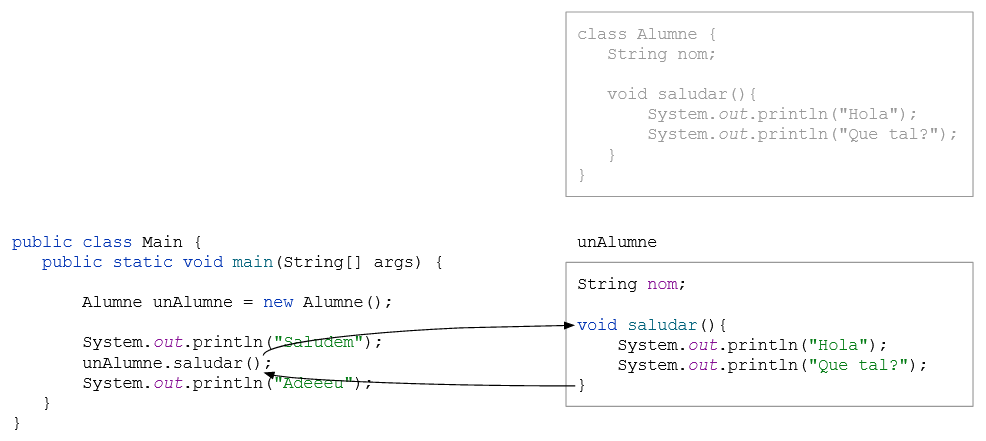 class Alumne {
String nom;
void saludar(){
System.out.println("Hola");
System.out.println("Que tal?");
}
}
public class Main {
public static void main(String[] args) {
Alumne unAlumne = new Alumne();
System.out.println("Saludem");
unAlumne.saludar();
System.out.println("Adeeeu");
}
}
unAlumne
String nom;
void saludar(){
System.out.println("Hola");
System.out.println("Que tal?");
}